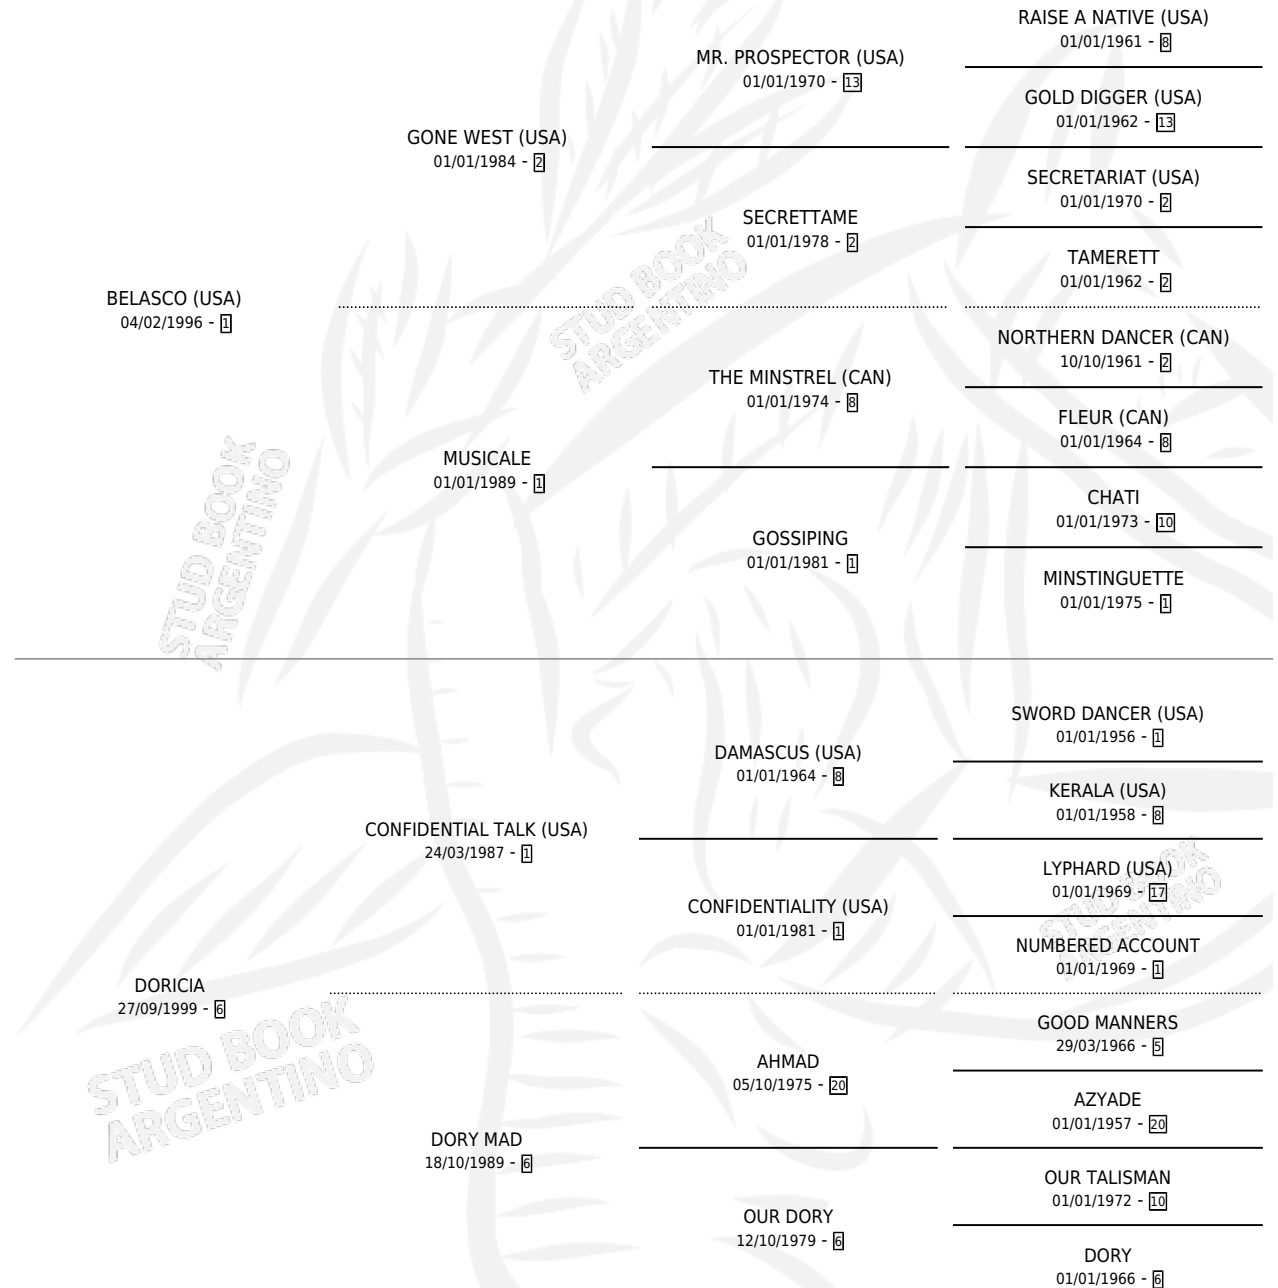 RAISE A NATIVE (USA)
01/01/1961 - 8
MR. PROSPECTOR (USA)
01/01/1970 - 13
GOLD DIGGER (USA)
01/01/1962 - 13
GONE WEST (USA)
01/01/1984 - 2
SECRETARIAT (USA)
01/01/1970 - 2
SECRETTAME
01/01/1978 - 2
TAMERETT
01/01/1962 - 2
BELASCO (USA)
04/02/1996 - 1
NORTHERN DANCER (CAN)
10/10/1961 - 2
THE MINSTREL (CAN)
01/01/1974 - 8
FLEUR (CAN)
01/01/1964 - 8
MUSICALE
01/01/1989 - 1
CHATI
01/01/1973 - 10
GOSSIPING
01/01/1981 - 1
MINSTINGUETTE
01/01/1975 - 1
STUD BOOK
ARGENTINO
STUD BOOK
ARGENTINO
SWORD DANCER (USA)
01/01/1956 - 1
DAMASCUS (USA)
01/01/1964 - 8
KERALA (USA)
01/01/1958 - 8
CONFIDENTIAL TALK (USA)
24/03/1987 - 1
LYPHARD (USA)
01/01/1969 - 17
CONFIDENTIALITY (USA)
01/01/1981 - 1
NUMBERED ACCOUNT
01/01/1969 - 1
DORICIA
27/09/1999 - 6
GOOD MANNERS
29/03/1966 - 5
AHMAD
05/10/1975 - 20
AZYADE
01/01/1957 - 20
DORY MAD
18/10/1989 - 6
OUR TALISMAN
01/01/1972 - 10
OUR DORY
12/10/1979 - 6
DORY
01/01/1966 - 6
STUD BOOK
ARGENTINO
STUD BOOK
ARGENTINO